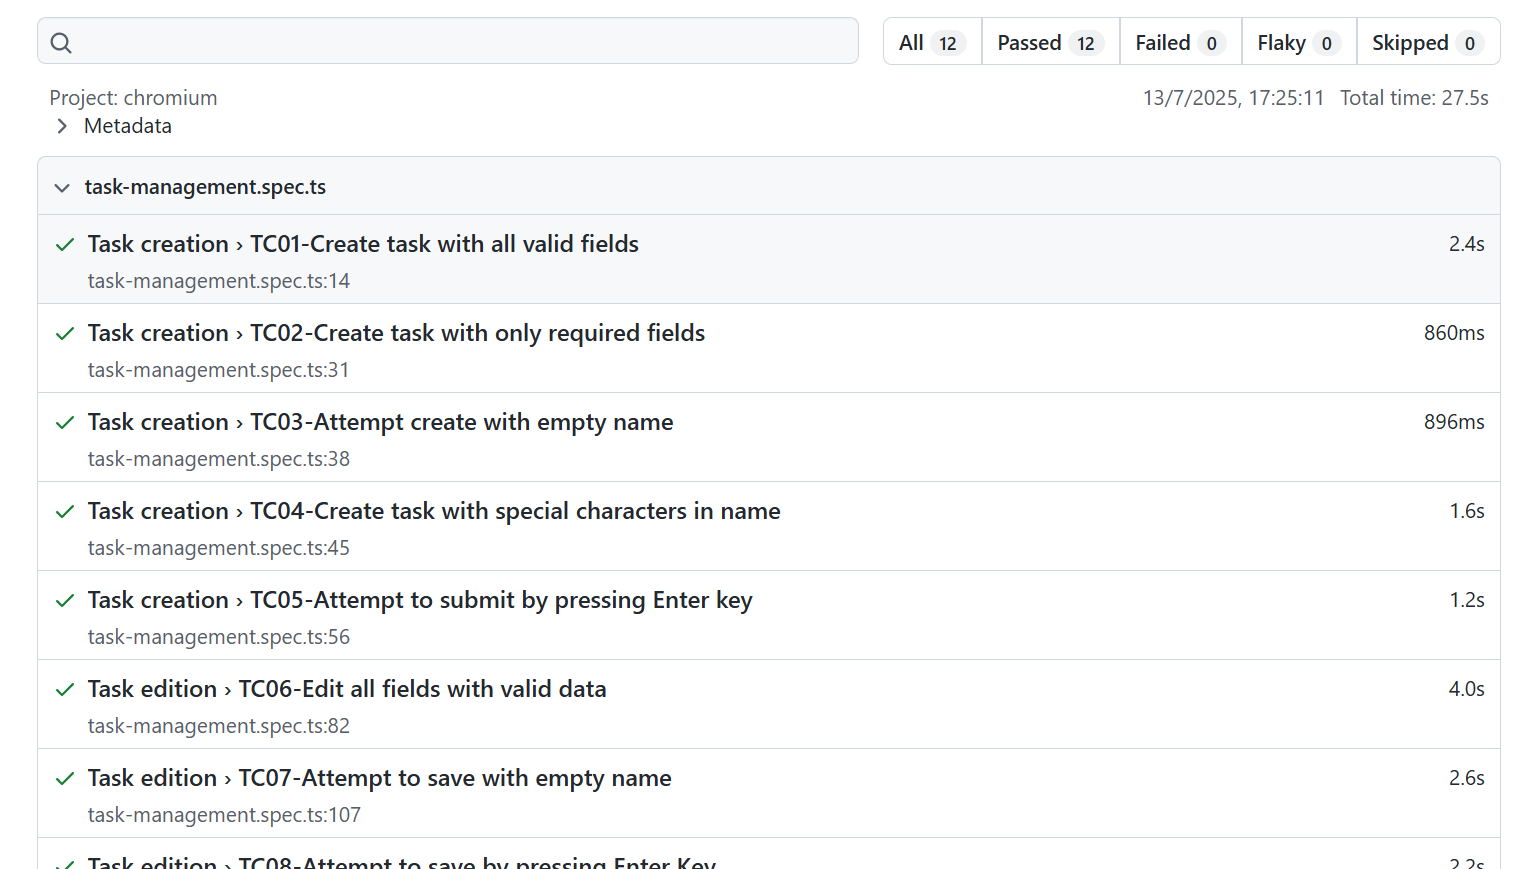 All 12 Passed 12 Failed 0 Flaky 0 Skipped 0
Project: chromium 13/7/2025, 17:25:11 Total time: 27.5s
Metadata
task-management.spec.ts
Task creation › TC01-Create task with all valid fields 2.4s
task-management.spec.ts:14
Task creation › TC02-Create task with only required fields 860ms
task-management.spec.ts:31
Task creation › TC03-Attempt create with empty name 896ms
task-management.spec.ts:38
Task creation › TC04-Create task with special characters in name 1.6s
task-management.spec.ts:45
Task creation › TC05-Attempt to submit by pressing Enter key 1.2s
task-management.spec.ts:56
Task edition › TC06-Edit all fields with valid data 4.0s
task-management.spec.ts:82
Task edition › TC07-Attempt to save with empty name 2.6s
task-management.spec.ts:107
Task edition › TC08-Attempt to save by pressing Enter Key 2.2s